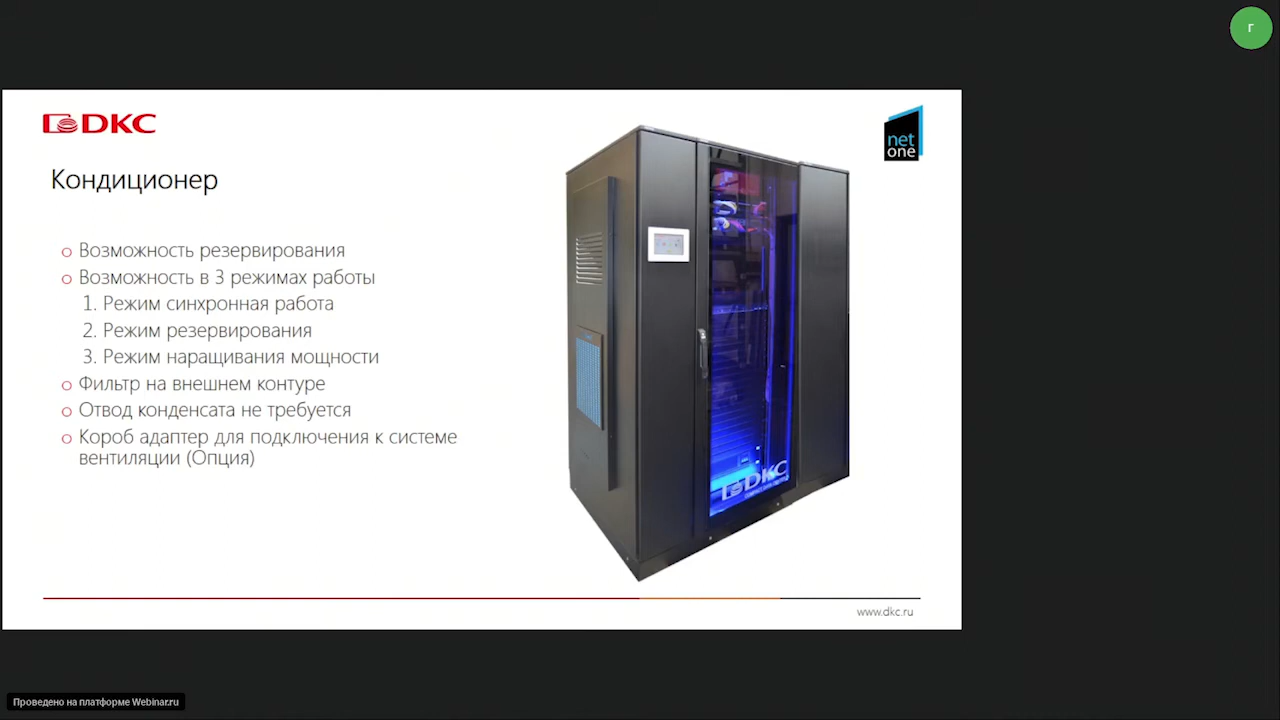 г
DKC
net
one
Кондиционер
Возможность резервирования
Возможность в 3 режимах работы
1. Режим синхронная работа
2. Режим резервирования
3. Режим наращивания мощности
Фильтр на внешнем контуре
Отвод конденсата не требуется
Короб адаптер для подключения к системе
вентиляции (Опция)
DKC
www.dkc.ru
Проведено на платформе Webinar.ru